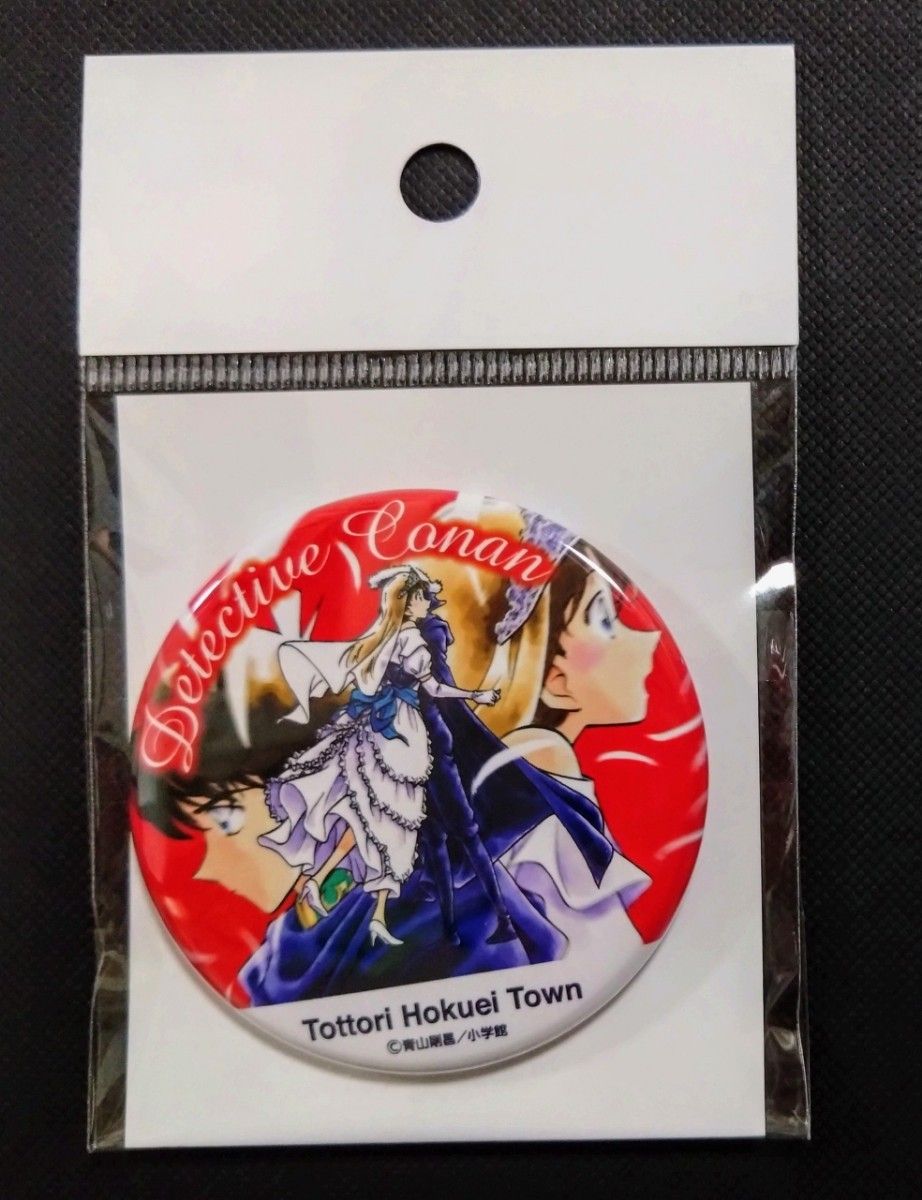 Detective Conan
Tottori Hokuei Town
©青山剛昌／小学館